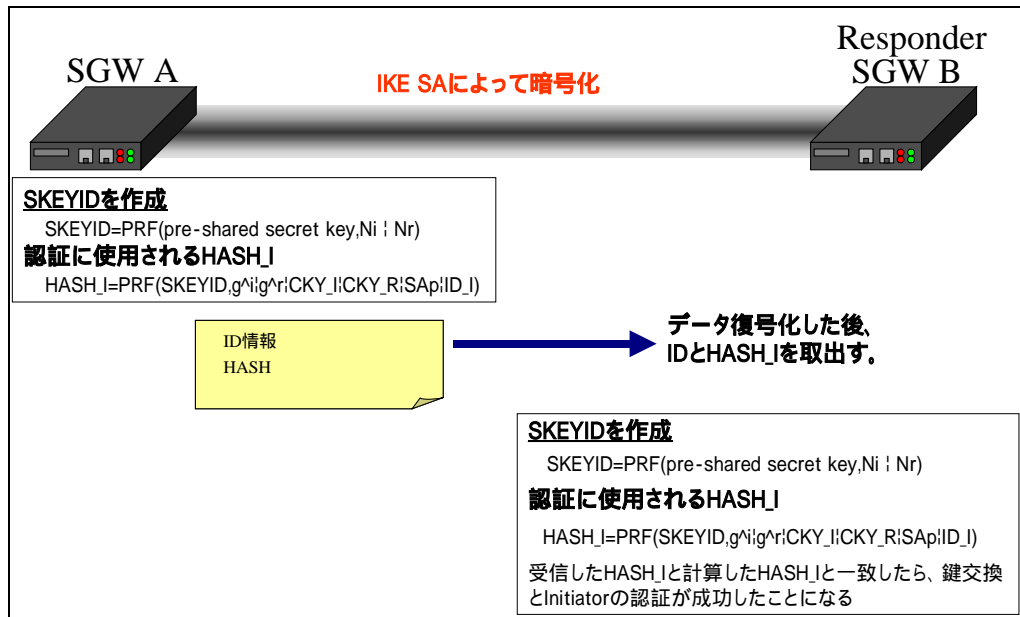 SGW A
Responder
SGW B
IKE SAによって暗号化
SKEYIDを作成
SKEYID=PRF(pre-shared secret key,Ni ¦ Nr)
認証に使用されるHASH_I
HASH_I=PRF(SKEYID,g^i¦g^r¦CKY_I¦CKY_R¦SAp¦ID_I)
ID情報
HASH
データ復号化した後、
IDとHASH_Iを取出す。
SKEYIDを作成
SKEYID=PRF(pre-shared secret key,Ni ¦ Nr)
認証に使用されるHASH_I
HASH_I=PRF(SKEYID,g^i¦g^r¦CKY_I¦CKY_R¦SAp¦ID_I)
受信したHASH_Iと計算したHASH_Iと一致したら、鍵交換
とInitiatorの認証が成功したことになる